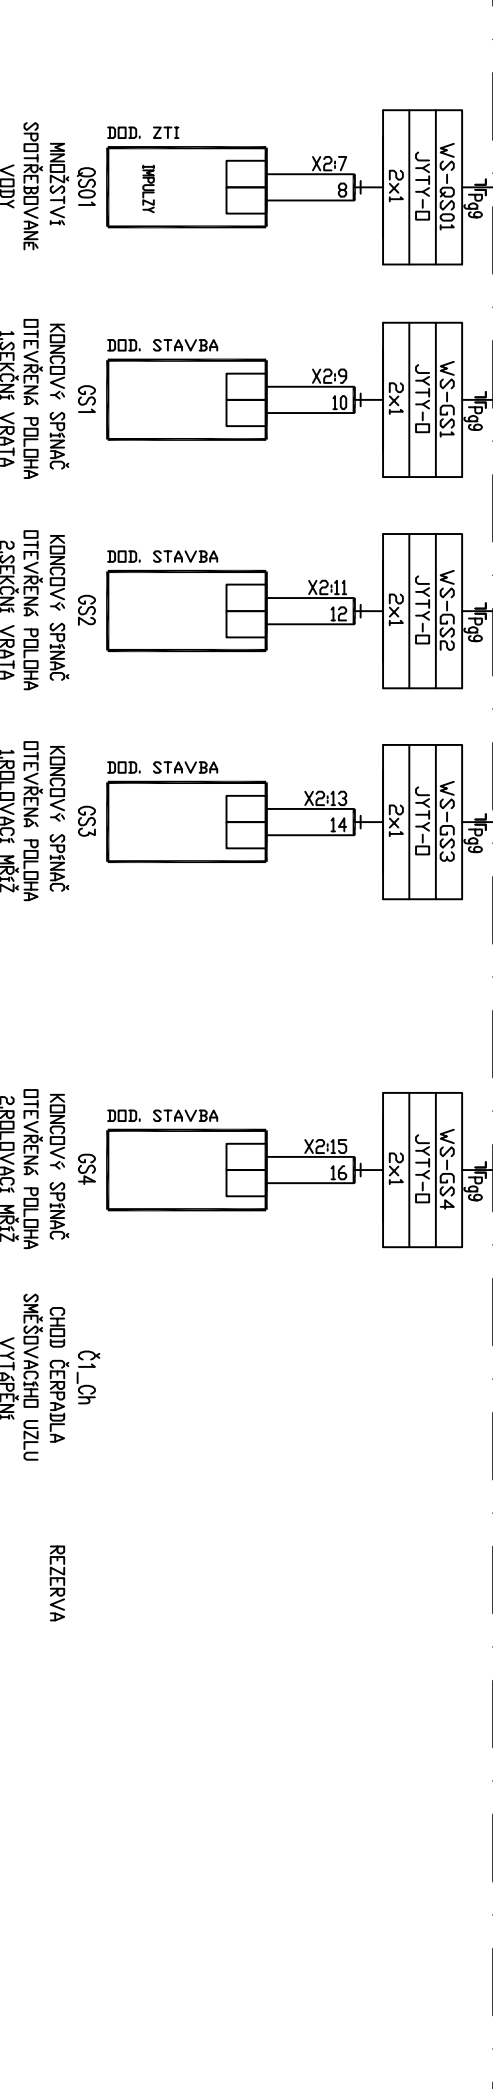 Pg9
WS-QS01
JYTY-O
2x1
X2:7
8
DOD. ZTI
IMPULZY
QS01
MNOŽSTVÍ
SPOTŘEBOVANÉ
VODY
Pg9
WS-GS1
JYTY-O
2x1
X2:9
10
DOD. STAVBA
GS1
KONCOVÝ SPÍNAČ
OTEVŘENÁ POLOHA
1.SEKČNÍ VRATA
Pg9
WS-GS2
JYTY-O
2x1
X2:11
12
DOD. STAVBA
GS2
KONCOVÝ SPÍNAČ
OTEVŘENÁ POLOHA
2.SEKČNÍ VRATA
Pg9
WS-GS3
JYTY-O
2x1
X2:13
14
DOD. STAVBA
GS3
KONCOVÝ SPÍNAČ
OTEVŘENÁ POLOHA
1.ROLOVACÍ MŘÍŽ
Pg9
WS-GS4
JYTY-O
2x1
X2:15
16
DOD. STAVBA
GS4
KONCOVÝ SPÍNAČ
OTEVŘENÁ POLOHA
2.ROLOVACÍ MŘÍŽ
Č1_Ch
CHOD ČERPADLA
SMĚŠOVACÍHO UZLU
VYTÁPĚNÍ
REZERVA